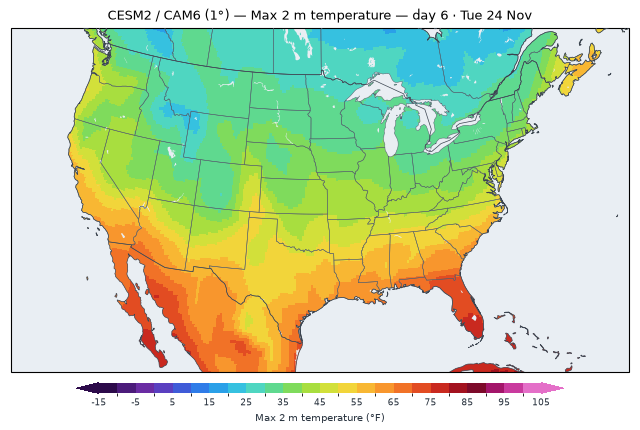 CESM2 / CAM6 (1°) — Max 2 m temperature — day 6 · Tue 24 Nov
-15 -5 5 15 25 35 45 55 65 75 85 95 105
Max 2 m temperature (°F)